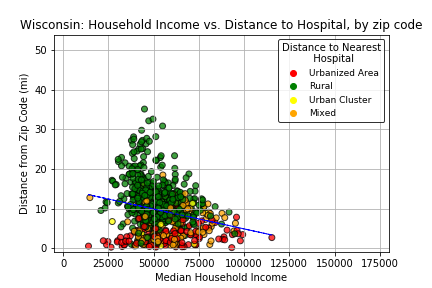 Wisconsin: Household Income vs. Distance to Hospital, by zip code
Distance from Zip Code (mi)
50
40
30
20
10
0
Distance to Nearest
Hospital
Urbanized Area
Rural
Urban Cluster
Mixed
0 25000 50000 75000 100000 125000 150000 175000
Median Household Income